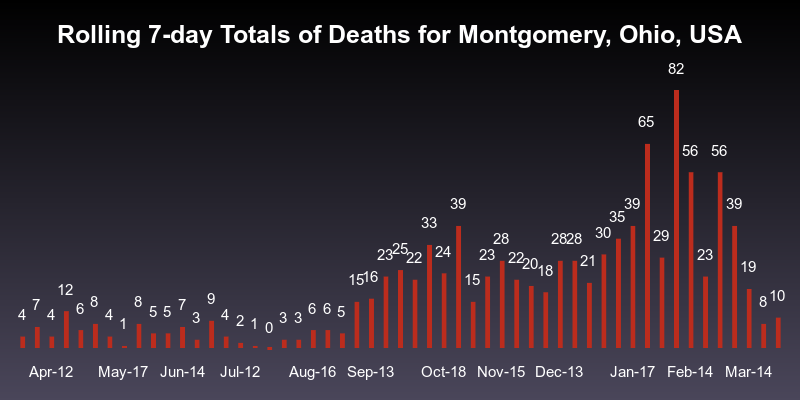 Rolling 7-day Totals of Deaths for Montgomery, Ohio, USA
4 7 4 12 6 8 4 1 8 5 5 7 3 9 4 2 1 0 3 3 6 6 5 15 16 23 25 22 33 24 39 15 23 28 22 20 18 28 28 21 30 35 39 65 29 82 56 23 56 39 19 8 10
Apr-12 May-17 Jun-14 Jul-12 Aug-16 Sep-13 Oct-18 Nov-15 Dec-13 Jan-17 Feb-14 Mar-14